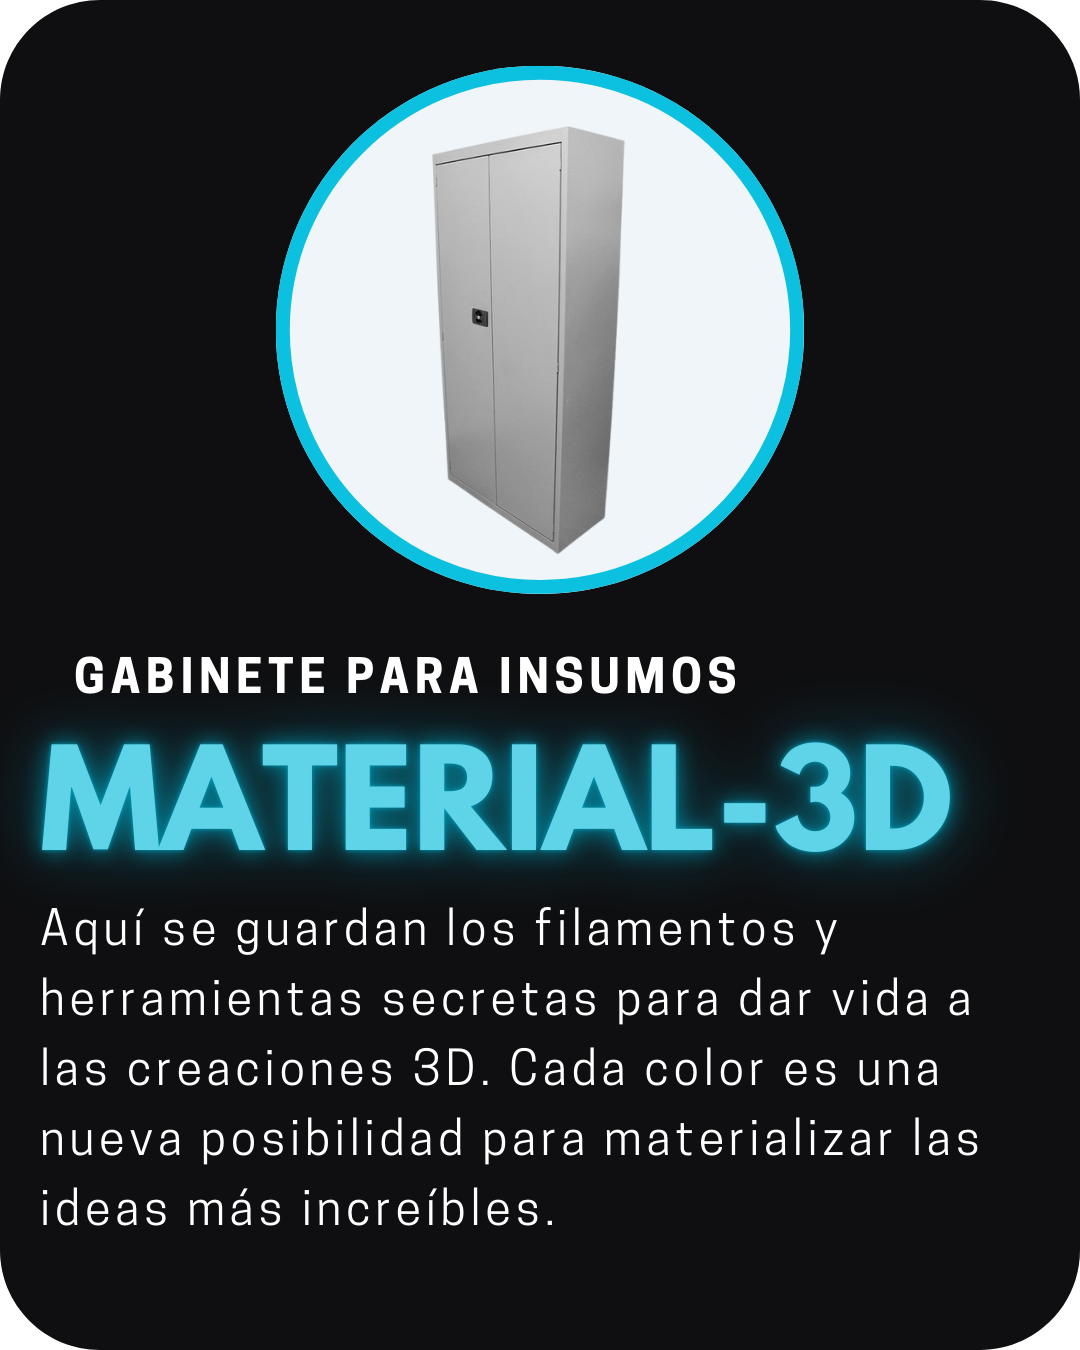 GABINETE PARA INSUMOS
MATERIAL-3D
Aquí se guardan los filamentos y
herramientas secretas para dar vida a
las creaciones 3D. Cada color es una
nueva posibilidad para materializar las
ideas más increíbles.